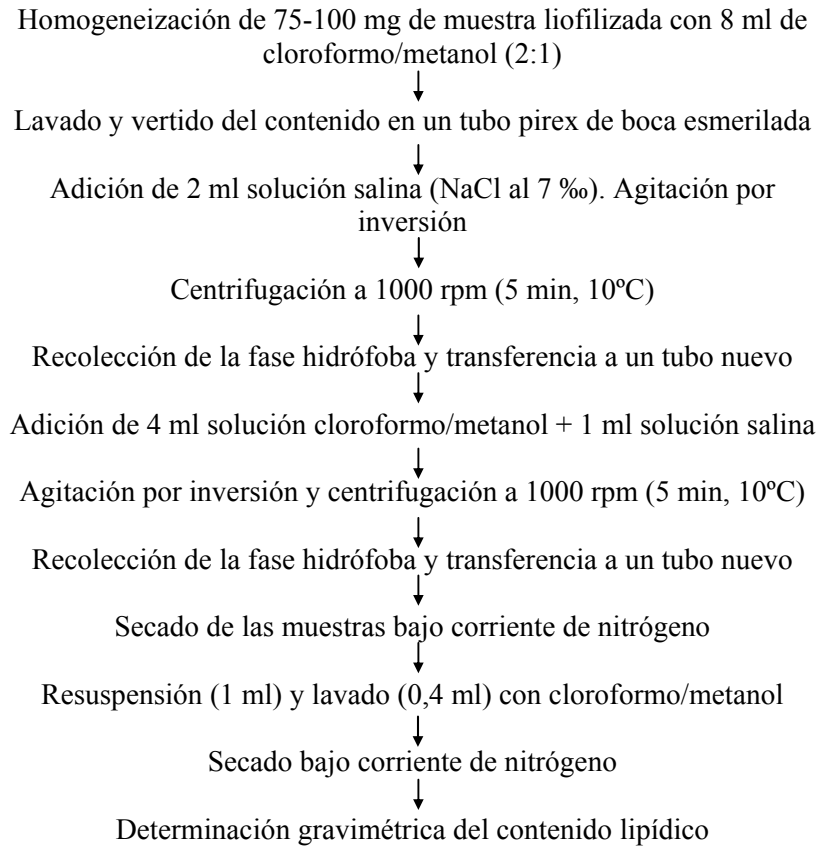 Homogeneización de 75-100 mg de muestra liofilizada con 8 ml de
cloroformo/metanol (2:1)
Lavado y vertido del contenido en un tubo pirex de boca esmerilada
Adición de 2 ml solución salina (NaCl al 7 ‰). Agitación por
inversión
Centrifugación a 1000 rpm (5 min, 10ºC)
Recolección de la fase hidrófoba y transferencia a un tubo nuevo
Adición de 4 ml solución cloroformo/metanol + 1 ml solución salina
Agitación por inversión y centrifugación a 1000 rpm (5 min, 10ºC)
Recolección de la fase hidrófoba y transferencia a un tubo nuevo
Secado de las muestras bajo corriente de nitrógeno
Resuspensión (1 ml) y lavado (0,4 ml) con cloroformo/metanol
Secado bajo corriente de nitrógeno
Determinación gravimétrica del contenido lipídico